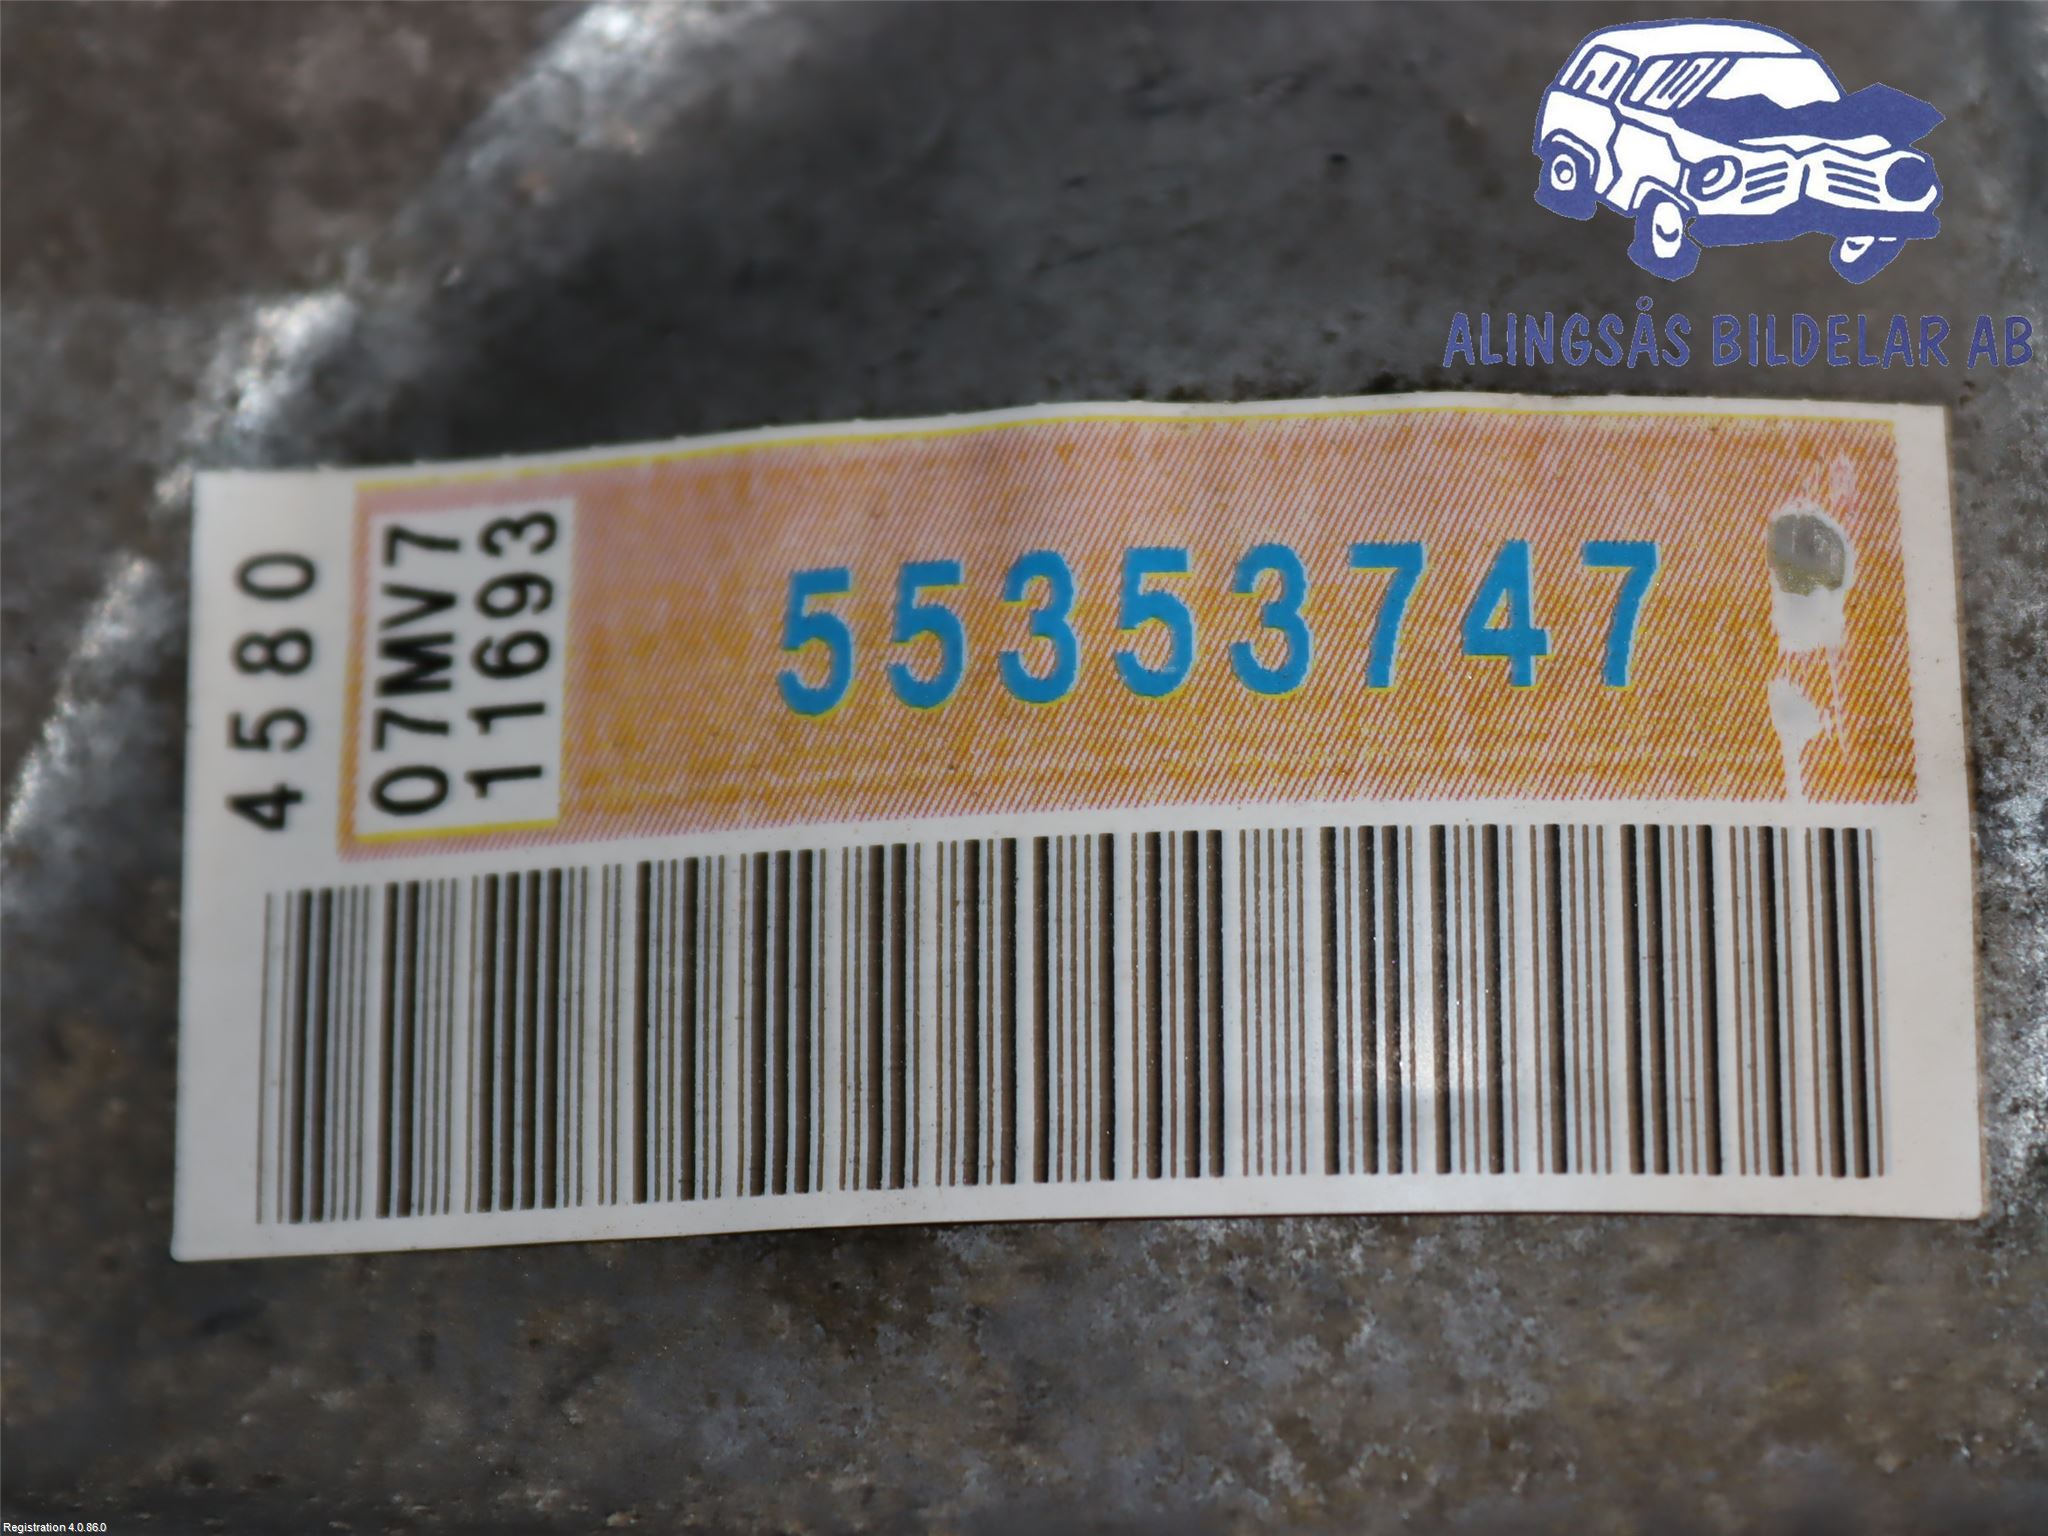 ALINGSÅS BILDELAR AB
4580
07MV7
11693
55353747
Registration 4.0.86.0